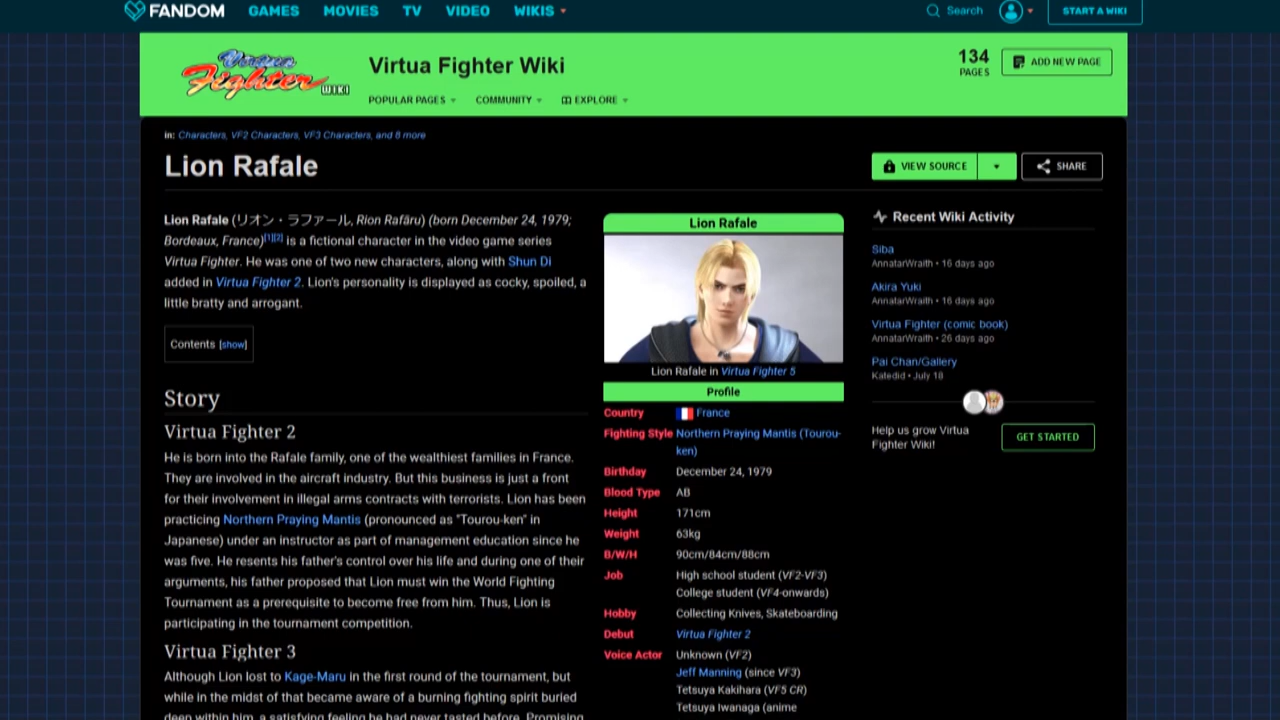 FANDOM GAMES MOVIES TV VIDEO WIKIS Search START A WIKI
Virtua Fighter WIKI
Virtua Fighter Wiki
134 PAGES
ADD NEW PAGE
POPULAR PAGES COMMUNITY EXPLORE
in: Characters, VF2 Characters, VF3 Characters, and 8 more
Lion Rafale
VIEW SOURCE
SHARE
Lion Rafale (リオン・ラファール, Rion Rafāru) (born December 24, 1979;
Bordeaux, France)[1][2] is a fictional character in the video game series
Virtua Fighter. He was one of two new characters, along with Shun Di
added in Virtua Fighter 2. Lion's personality is displayed as cocky, spoiled, a
little bratty and arrogant.
Contents [show]
Story
Virtua Fighter 2
He is born into the Rafale family, one of the wealthiest families in France.
They are involved in the aircraft industry. But this business is just a front
for their involvement in illegal arms contracts with terrorists. Lion has been
practicing Northern Praying Mantis (pronounced as "Tourou-ken" in
Japanese) under an instructor as part of management education since he
was five. He resents his father's control over his life and during one of their
arguments, his father proposed that Lion must win the World Fighting
Tournament as a prerequisite to become free from him. Thus, Lion is
participating in the tournament competition.
Virtua Fighter 3
Although Lion lost to Kage-Maru in the first round of the tournament, but
while in the midst of that became aware of a burning fighting spirit buried
deep within him, a satisfying feeling he had never tasted before. Promising
Lion Rafale
Lion Rafale in Virtua Fighter 5
Profile
Country France
Fighting Style Northern Praying Mantis (Tourou-
ken)
Birthday December 24, 1979
Blood Type AB
Height 171cm
Weight 63kg
B/W/H 90cm/84cm/88cm
Job High school student (VF2-VF3)
College student (VF4-onwards)
Hobby Collecting Knives, Skateboarding
Debut Virtua Fighter 2
Voice Actor Unknown (VF2)
Jeff Manning (since VF3)
Tetsuya Kakihara (VF5 CR)
Tetsuya Iwanaga (anime
Recent Wiki Activity
Siba
AnnatarWraith • 16 days ago
Akira Yuki
AnnatarWraith • 16 days ago
Virtua Fighter (comic book)
AnnatarWraith • 26 days ago
Pai Chan/Gallery
Katedid • July 18
Help us grow Virtua
Fighter Wiki!
GET STARTED